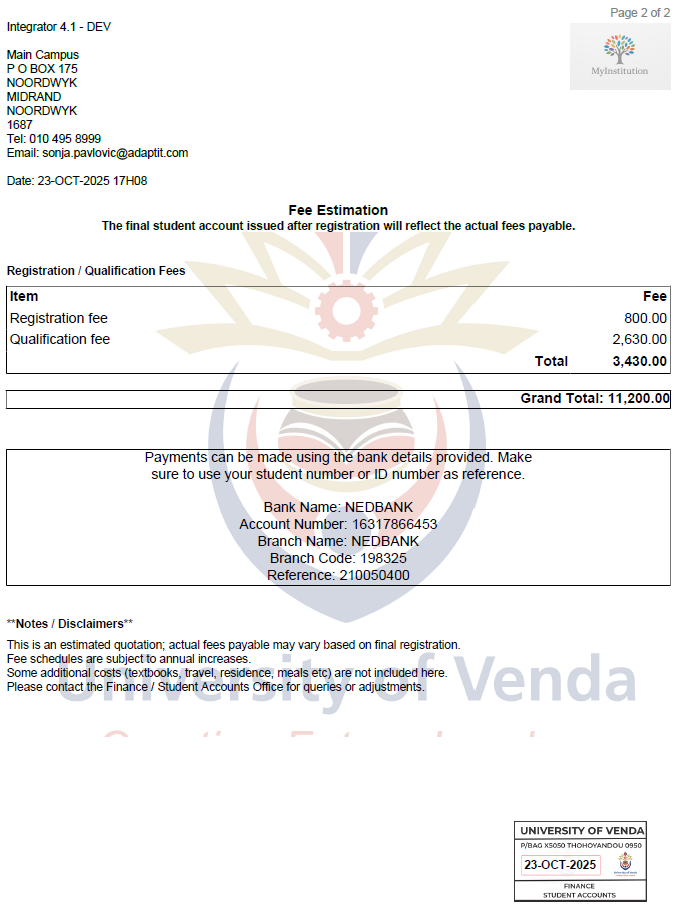 Page 2 of 2
Integrator 4.1 - DEV
MyInstitution
Main Campus
P O BOX 175
NOORDWYK
MIDRAND
NOORDWYK
1687
Tel: 010 495 8999
Email: sonja.pavlovic@adaptit.com
Date: 23-OCT-2025 17H08
Fee Estimation
The final student account issued after registration will reflect the actual fees payable.
Registration / Qualification Fees
Item Fee
Registration fee 800.00
Qualification fee 2,630.00
Total 3,430.00
Grand Total: 11,200.00
Payments can be made using the bank details provided. Make
sure to use your student number or ID number as reference.
Bank Name: NEDBANK
Account Number: 16317866453
Branch Name: NEDBANK
Branch Code: 198325
Reference: 210050400
**Notes / Disclaimers**
This is an estimated quotation; actual fees payable may vary based on final registration.
Fee schedules are subject to annual increases.
Some additional costs (textbooks, travel, residence, meals etc) are not included here.
Please contact the Finance / Student Accounts Office for queries or adjustments.
University of Venda
UNIVERSITY OF VENDA
P/BAG X5050 THOHOYANDOU 0950
23-OCT-2025
University of Venda
FINANCE
STUDENT ACCOUNTS